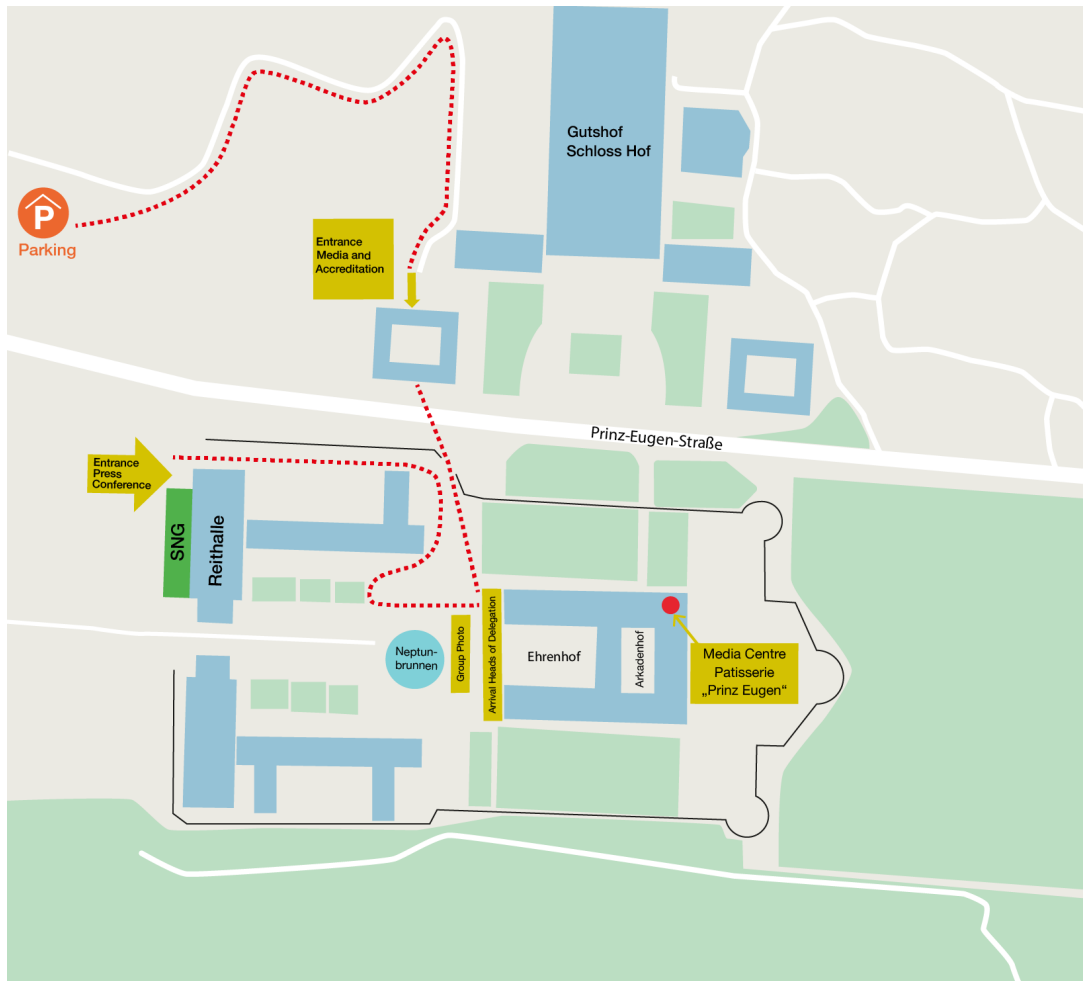 Gutshof
Schloss Hof
P
Parking
Entrance
Media and
Accreditation
Prinz-Eugen-Straße
Entrance
Press
Conference
SNG
Reithalle
Neptun-
brunnen
Group Photo
Arrival Heads of Delegation
Ehrenhof
Arkadenhof
Media Centre
Patisserie
„Prinz Eugen“